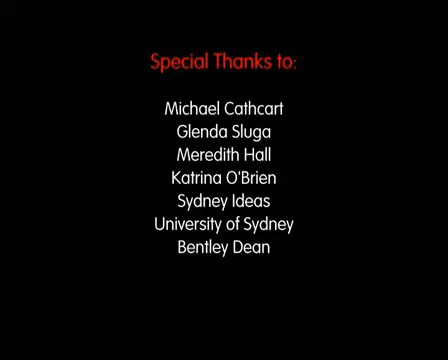 Special Thanks to:
Michael Cathcart
Glenda Sluga
Meredith Hall
Katrina O'Brien
Sydney Ideas
University of Sydney
Bentley Dean